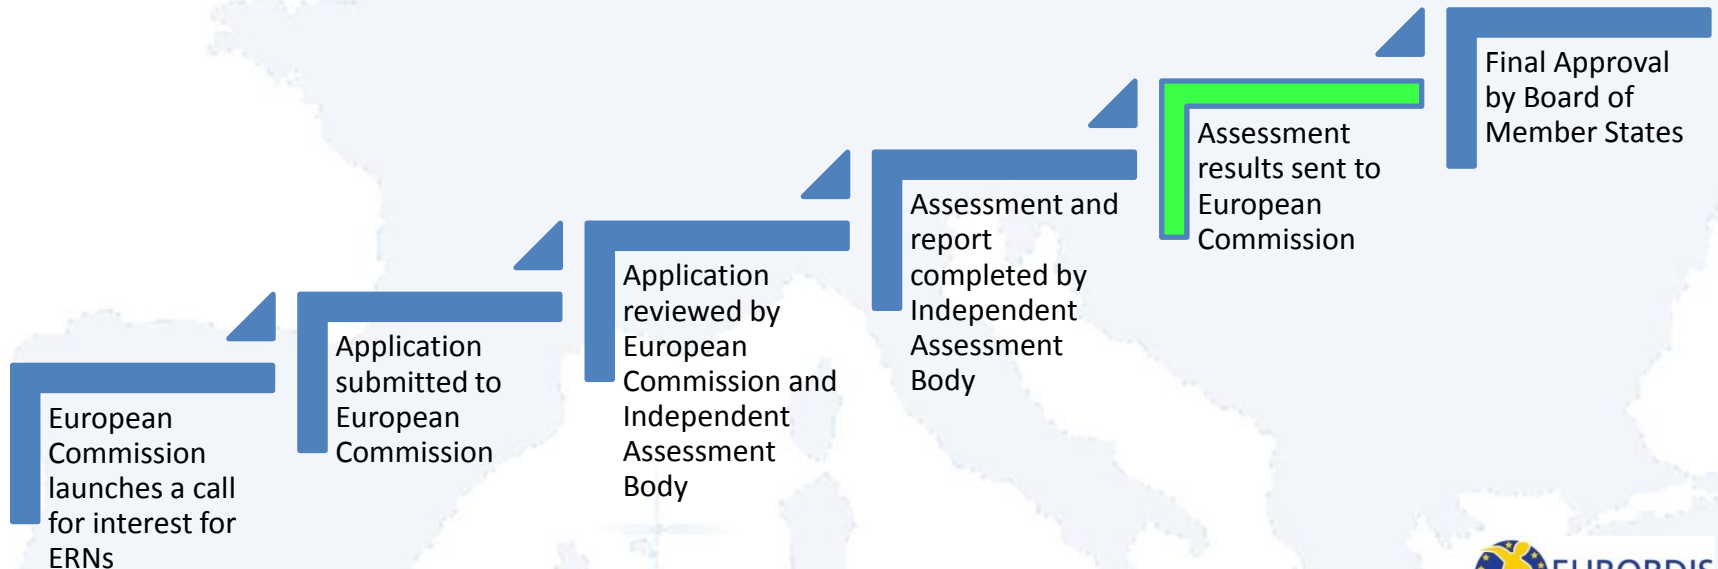 European
Commission
launches a call
for interest for
ERNs
Application
submitted to
European
Commission
Application
reviewed by
European
Commission and
Independent
Assessment
Body
Assessment and
report
completed by
Independent
Assessment
Body
Assessment
results sent to
European
Commission
Final Approval
by Board of
Member States
EURORDIS